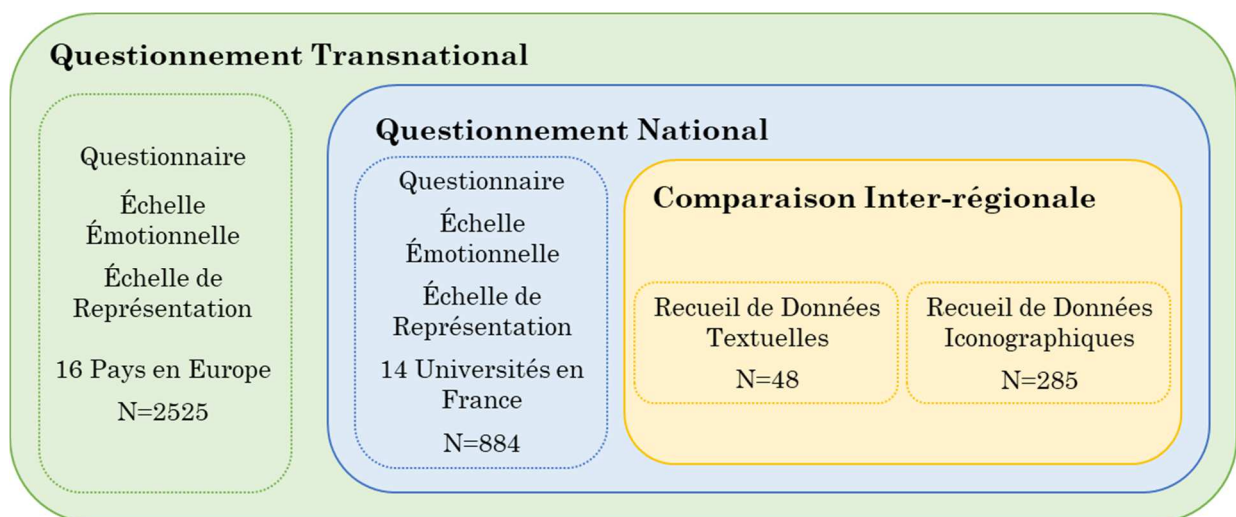 Questionnement Transnational
Questionnaire
Échelle
Émotionnelle
Échelle de
Représentation
16 Pays en Europe
N=2525
Questionnement National
Questionnaire
Échelle
Émotionnelle
Échelle de
Représentation
14 Universités en
France
N=884
Comparaison Inter-régionale
Recueil de Données
Textuelles
N=48
Recueil de Données
Iconographiques
N=285